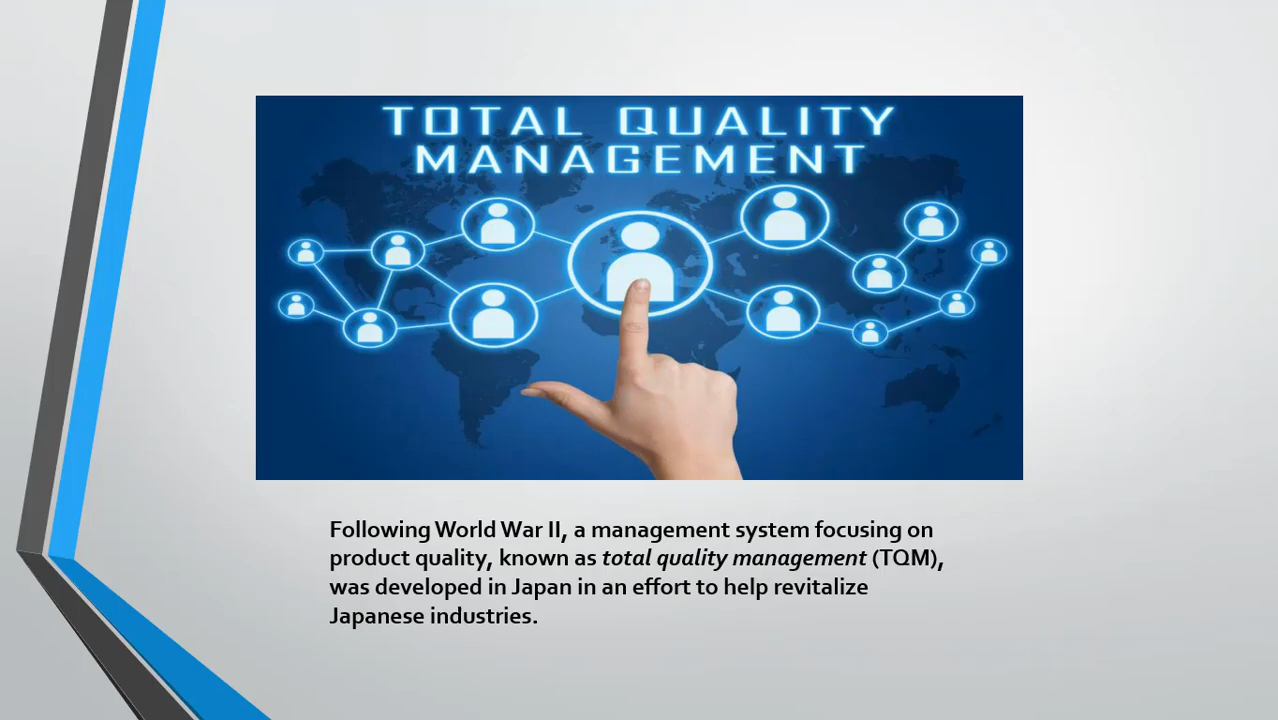 TOTAL QUALITY
MANAGEMENT
Following World War II, a management system focusing on
product quality, known as total quality management (TQM),
was developed in Japan in an effort to help revitalize
Japanese industries.